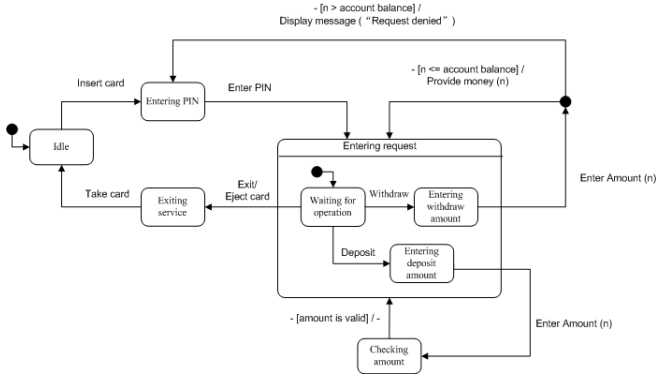 - [n > account balance] /
Display message ( “Request denied” )
- [n <= account balance] /
Provide money (n)
Insert card
Entering PIN
Enter PIN
Idle
Entering request
Take card
Exiting
service
Exit/
Eject card
Waiting for
operation
Withdraw
Entering
withdraw
amount
Enter Amount (n)
Deposit
Entering
deposit
amount
- [amount is valid] / -
Enter Amount (n)
Checking
amount